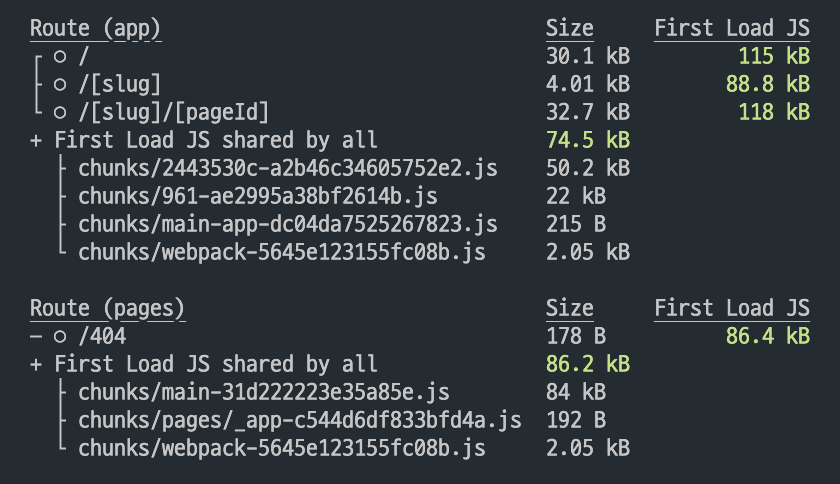 Route (app) Size First Load JS
┌ ○ / 30.1 kB 115 kB
├ ○ /[slug] 4.01 kB 88.8 kB
└ ○ /[slug]/[pageId] 32.7 kB 118 kB
+ First Load JS shared by all 74.5 kB
├ chunks/2443530c-a2b46c34605752e2.js 50.2 kB
├ chunks/961-ae2995a38bf2614b.js 22 kB
├ chunks/main-app-dc04da7525267823.js 215 B
└ chunks/webpack-5645e123155fc08b.js 2.05 kB
Route (pages) Size First Load JS
─ ○ /404 178 B 86.4 kB
+ First Load JS shared by all 86.2 kB
├ chunks/main-31d222223e35a85e.js 84 kB
├ chunks/pages/_app-c544d6df833bfd4a.js 192 B
└ chunks/webpack-5645e123155fc08b.js 2.05 kB